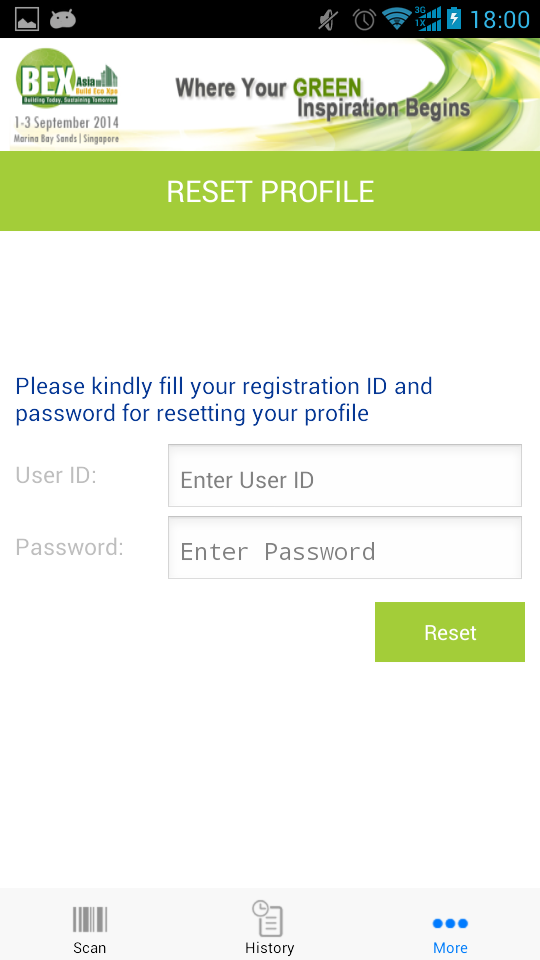 3G
1X
18:00
BEX Asia
Build Eco Xpo
Building Today, Sustaining Tomorrow
1-3 September 2014
Marina Bay Sands | Singapore
Where Your GREEN
Inspiration Begins
RESET PROFILE
Please kindly fill your registration ID and
password for resetting your profile
User ID:
Enter User ID
Password:
Enter Password
Reset
Scan
History
More